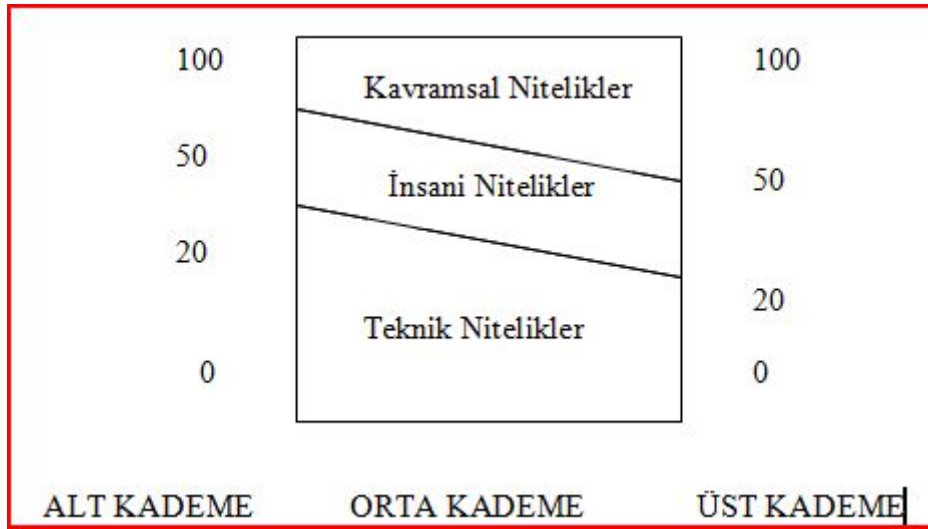 100
100
Kavramsal Nitelikler
50
İnsani Nitelikler
50
20
20
Teknik Nitelikler
0
0
ALT KADEME ORTA KADEME ÜST KADEME